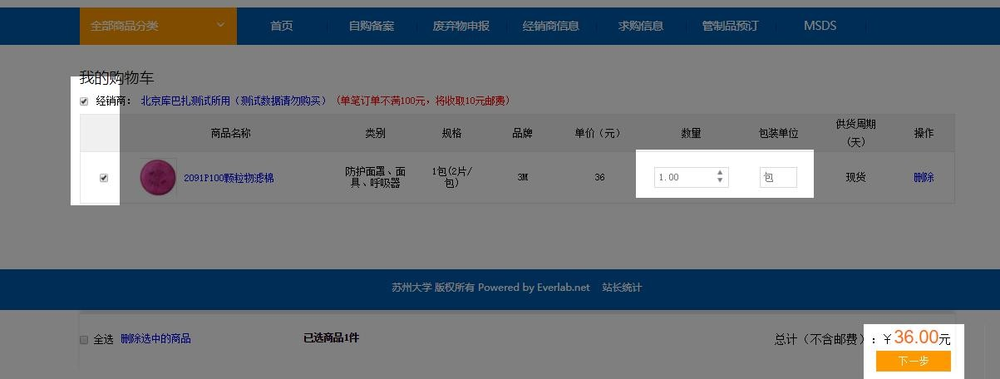 全部商品分类 首页 自购备案 废弃物申报 经销商信息 求购信息 管制品预订 MSDS
我的购物车
经销商： 北京库巴扎测试所用（测试数据请勿购买） (单笔订单不满100元，将收取10元邮费)
商品名称 类别 规格 品牌 单价（元） 数量 包装单位 供货周期 操作
(天)
2091P100颗粒物滤棉 防护面罩、面 1包(2片/ 3M 36 1.00 包 现货 删除
具、呼吸器 包)
苏州大学 版权所有 Powered by Everlab.net 站长统计
全选 删除选中的商品 已选商品1件 总计（不含邮费）：￥36.00元
下一步